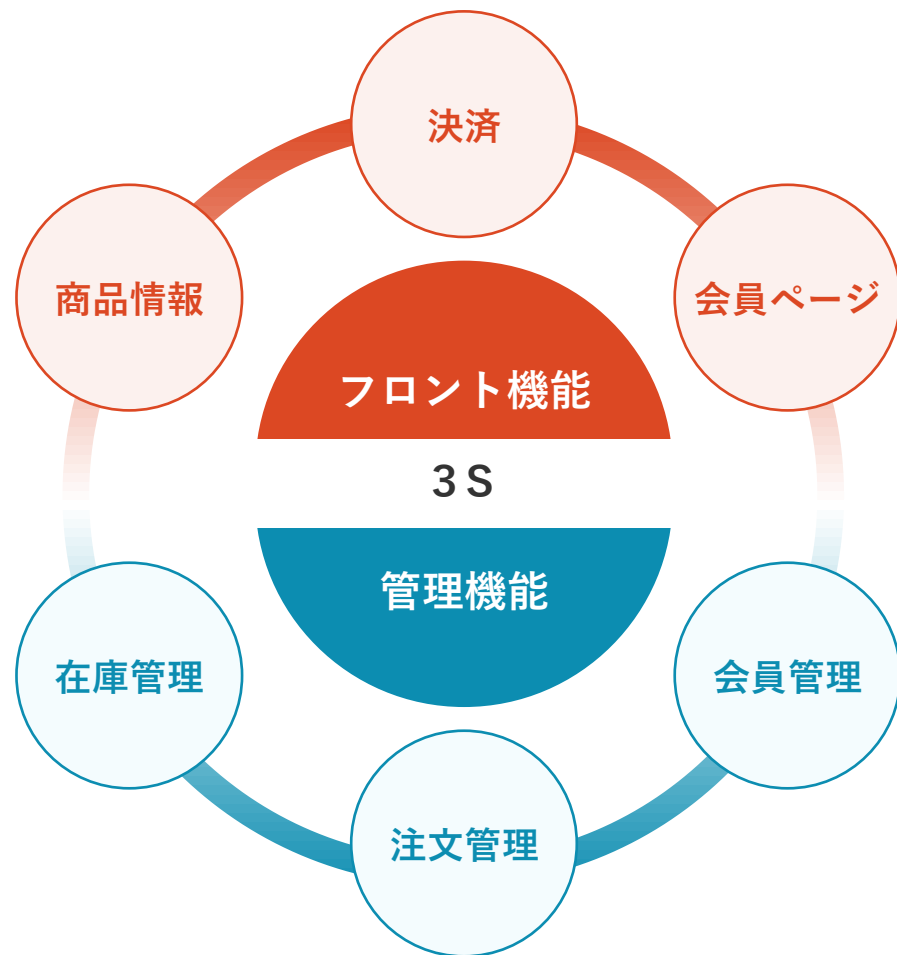 決済
商品情報
会員ページ
フロント機能
３Ｓ
管理機能
在庫管理
会員管理
注文管理